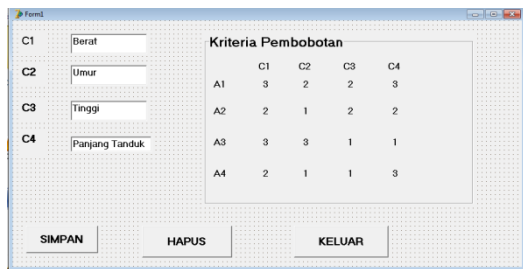 Form1
C1 Berat
C2 Umur
C3 Tinggi
C4 Panjang Tanduk
Kriteria Pembobotan
C1 C2 C3 C4
A1 3 2 2 3
A2 2 1 2 2
A3 3 3 1 1
A4 2 1 1 3
SIMPAN HAPUS KELUAR